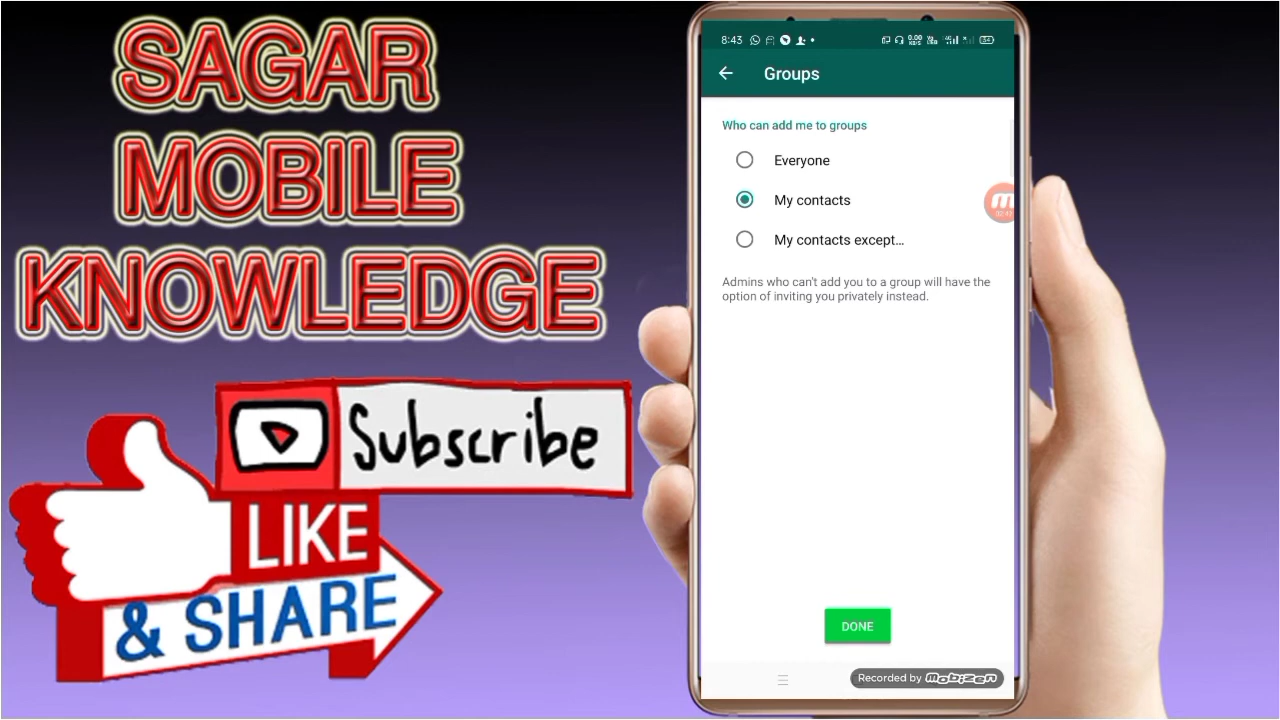 SAGAR
MOBILE
KNOWLEDGE
Subscribe
LIKE
& SHARE
8:43
Groups
Who can add me to groups
Everyone
My contacts
My contacts except...
Admins who can't add you to a group will have the
option of inviting you privately instead.
DONE
Recorded by mobizen